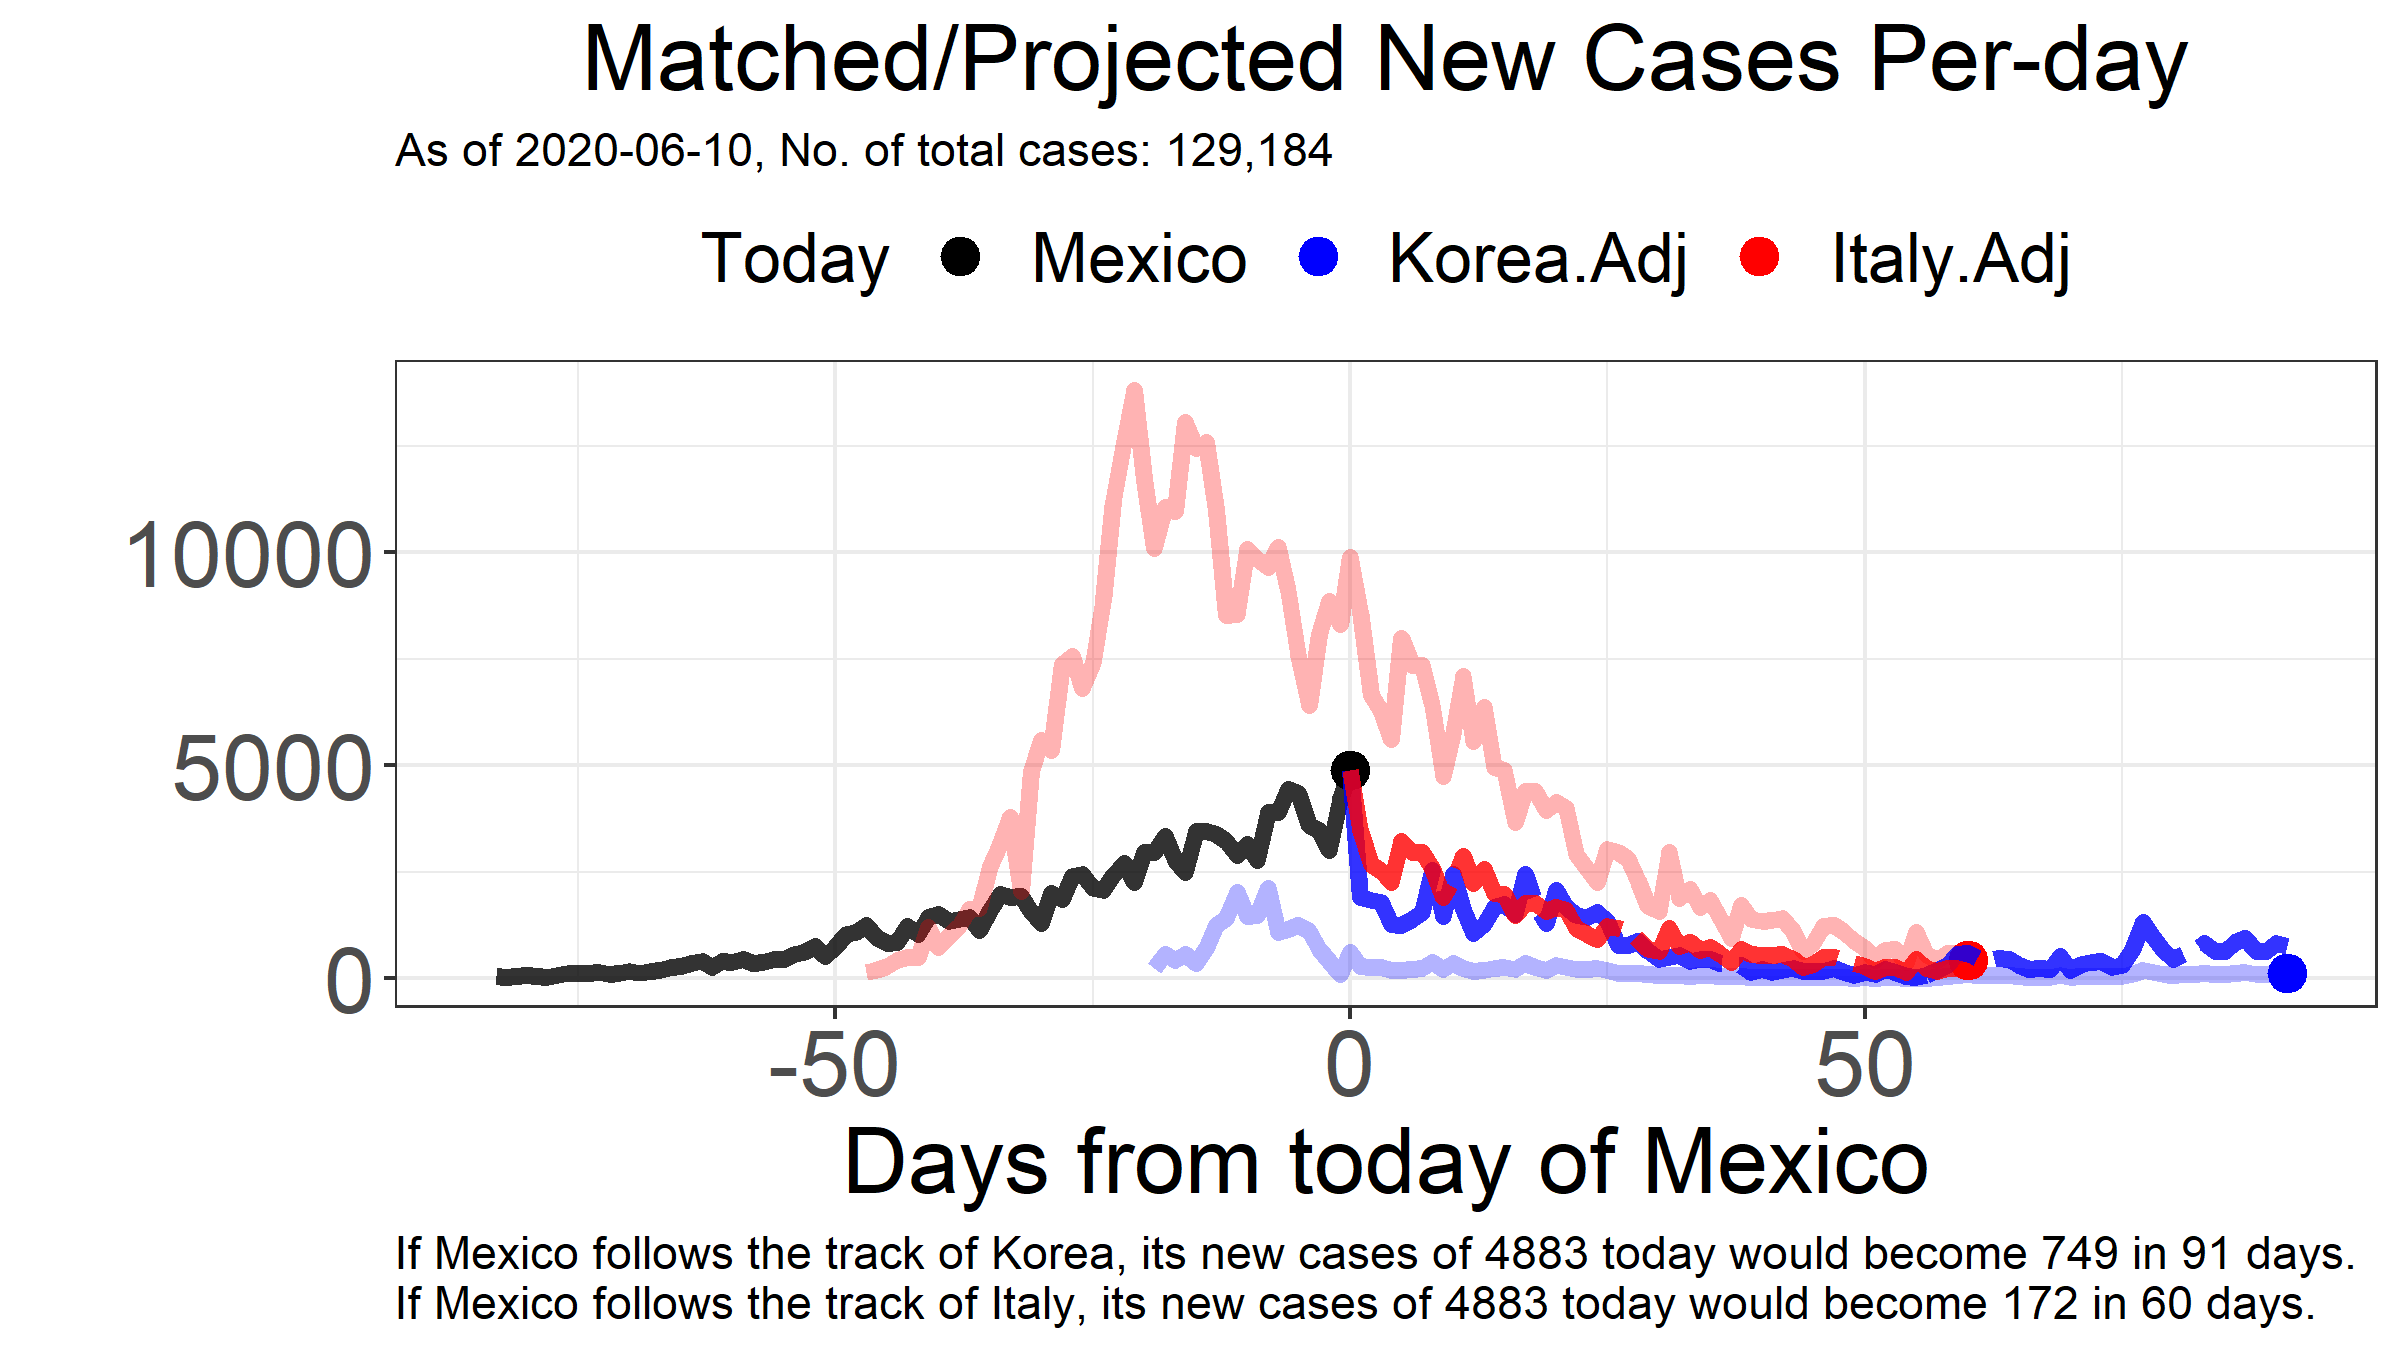 Matched/Projected New Cases Per-day
As of 2020-06-10, No. of total cases: 129,184
Today Mexico Korea.Adj Italy.Adj
10000
5000
0
-50 0 50
Days from today of Mexico
If Mexico follows the track of Korea, its new cases of 4883 today would become 749 in 91 days.
If Mexico follows the track of Italy, its new cases of 4883 today would become 172 in 60 days.